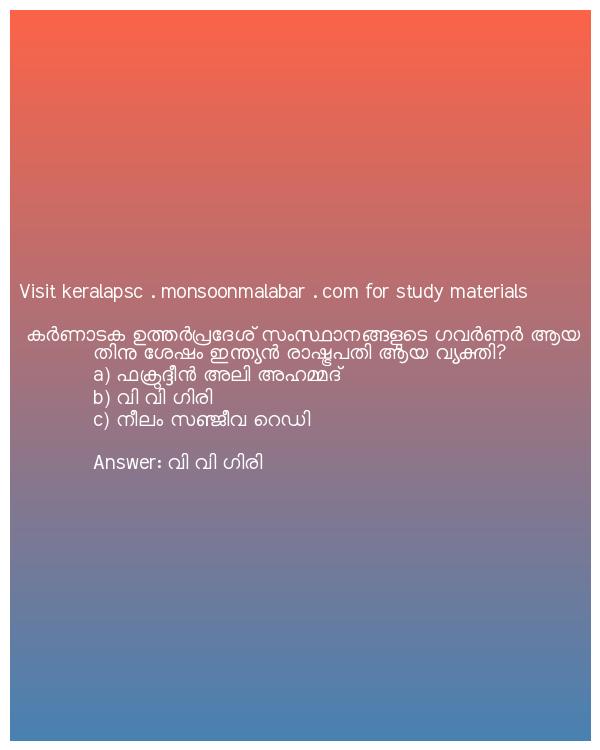 Visit keralapsc . monsoonmalabar . com for study materials
കർണാടക ഉത്തർപ്രദേശ് സംസ്ഥാനങ്ങളുടെ ഗവർണർ ആയ
തിനു ശേഷം ഇന്ത്യൻ രാഷ്ട്രപതി ആയ വ്യക്തി?
a) ഫക്രുദ്ദീൻ അലി അഹമ്മദ്
b) വി വി ഗിരി
c) നീലം സഞ്ജീവ റെഡി
Answer: വി വി ഗിരി